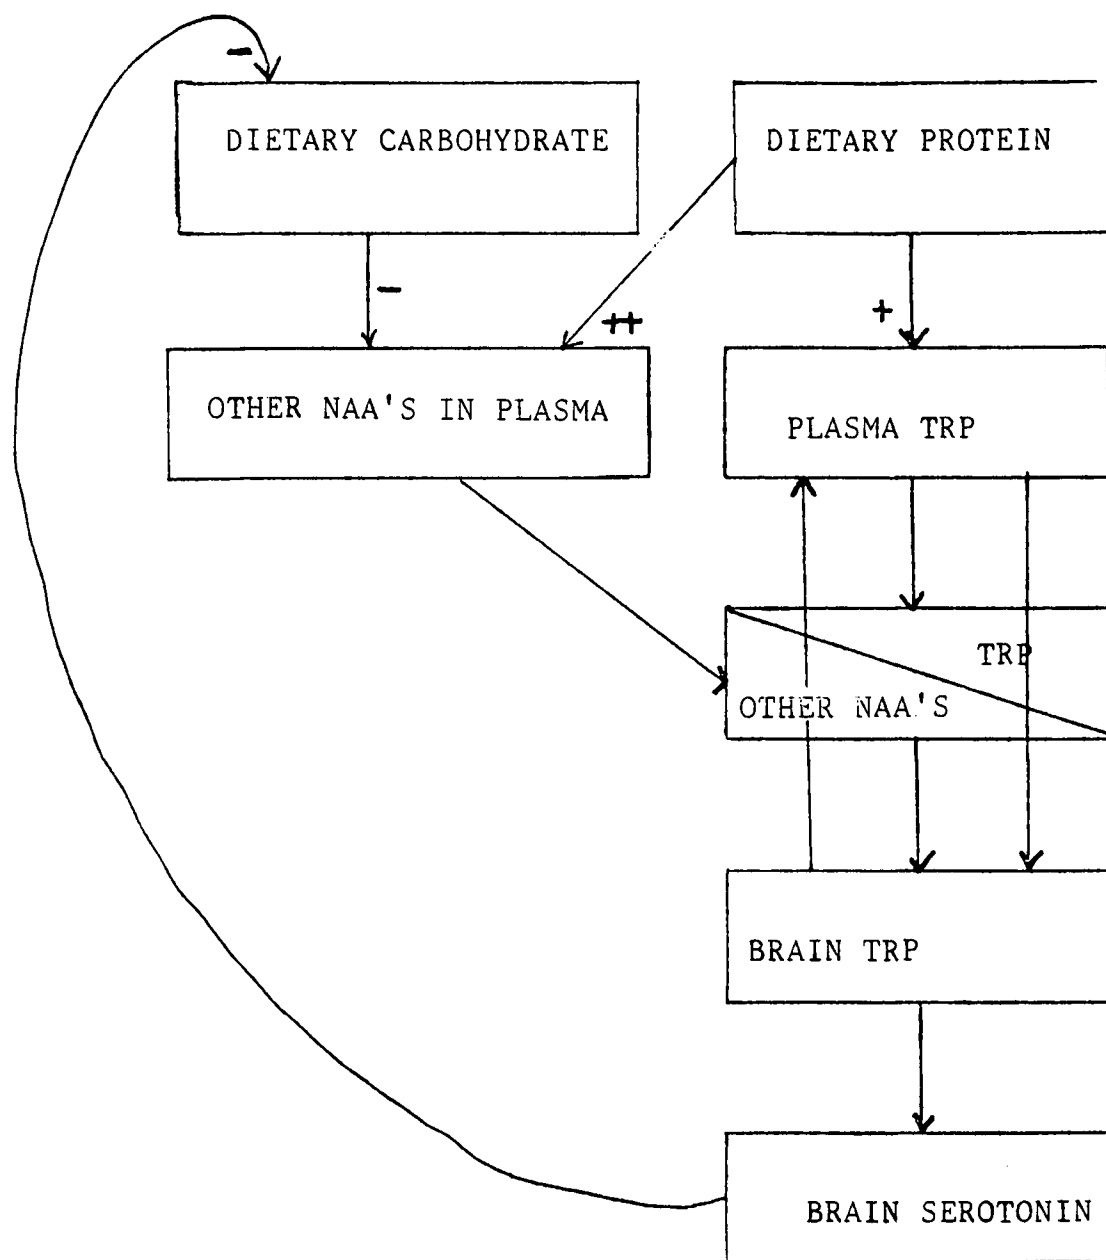 -
DIETARY CARBOHYDRATE
DIETARY PROTEIN
-
++
+
OTHER NAA'S IN PLASMA
PLASMA TRP
TRP
OTHER NAA'S
BRAIN TRP
BRAIN SEROTONIN